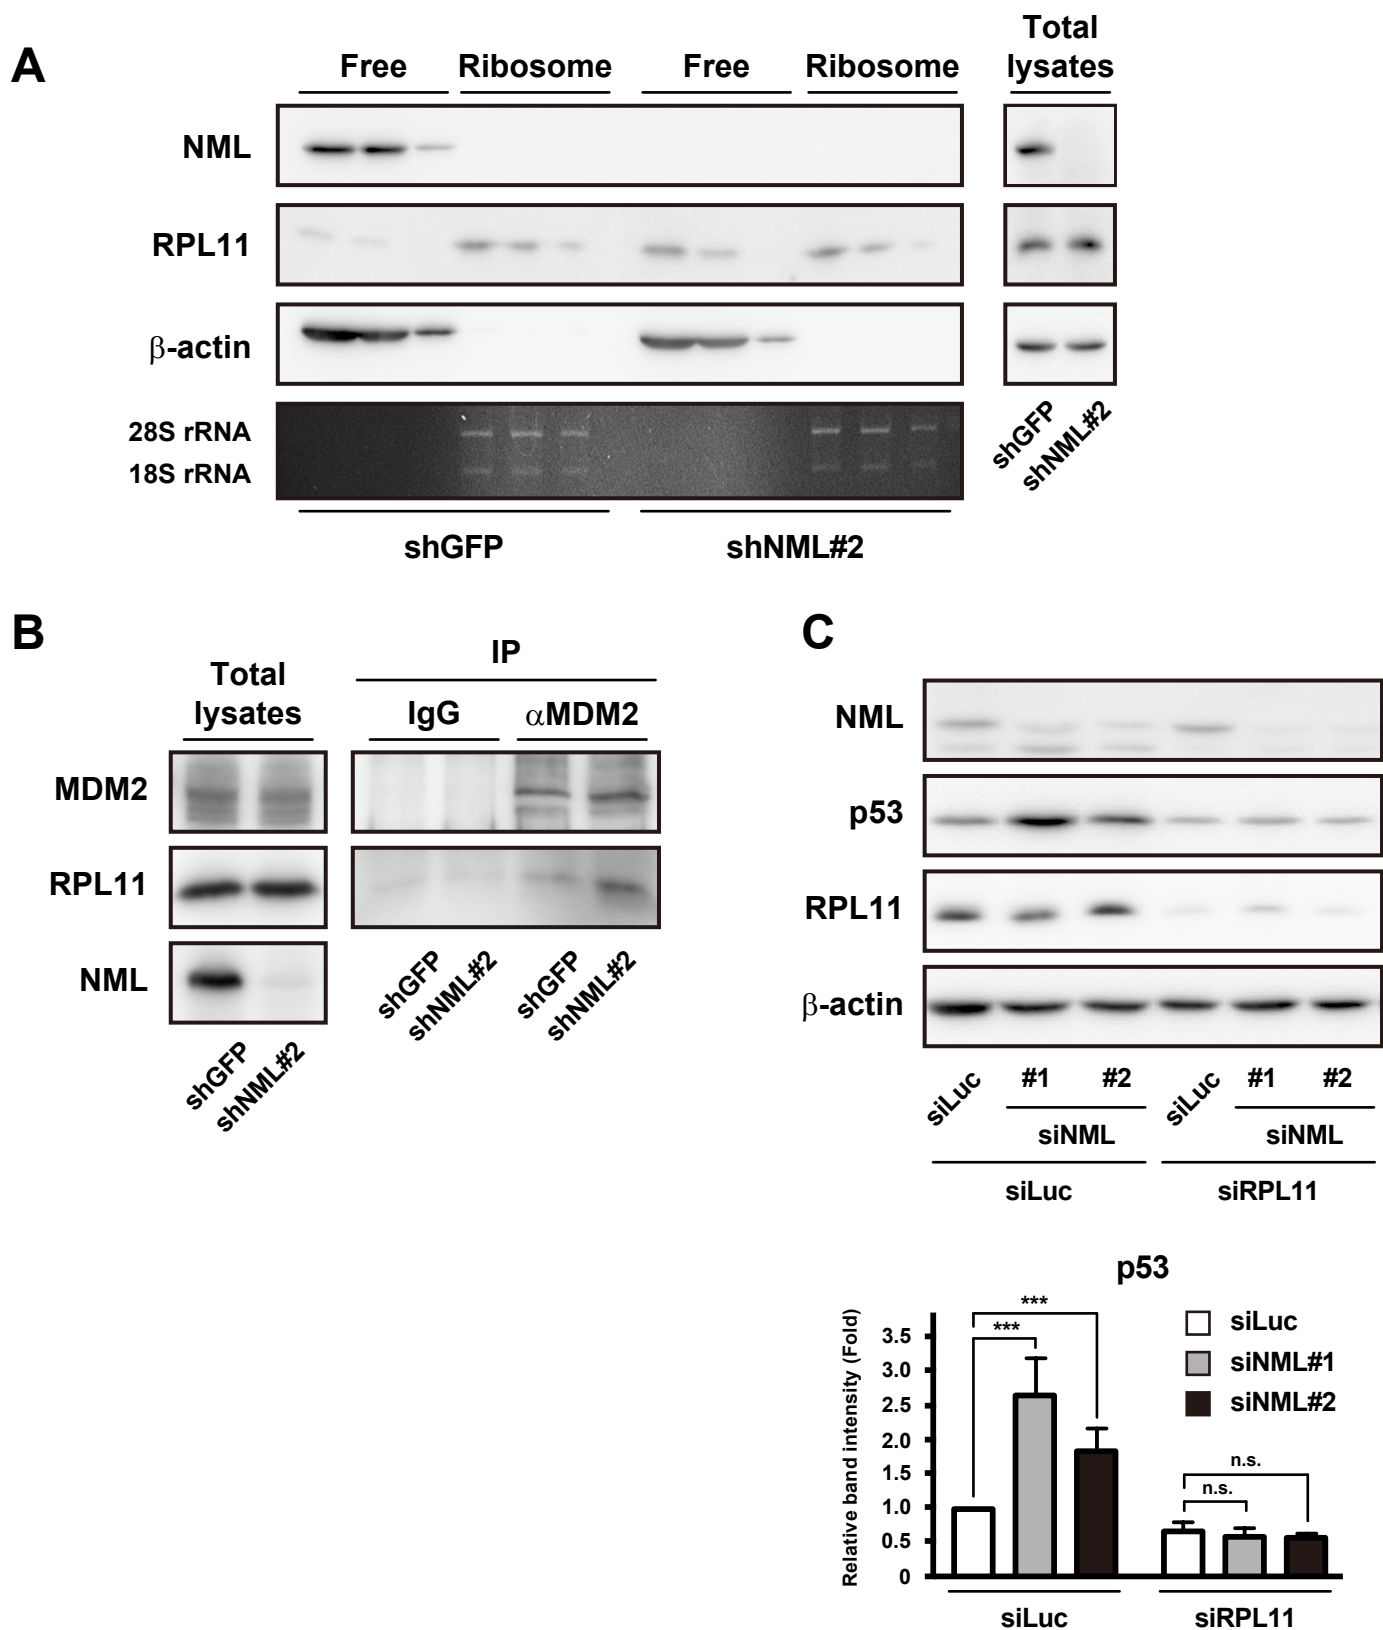 A
Free
Ribosome
Free
Ribosome
Total
lysates
NML
RPL11
β-actin
28S rRNA
18S rRNA
shGFP
shNML#2
shGFP
shNML#2
B
Total
lysates
IP
IgG
αMDM2
MDM2
RPL11
NML
shGFP
shNML#2
shGFP
shNML#2
shGFP
shNML#2
C
NML
p53
RPL11
β-actin
siLuc
#1
#2
siLuc
#1
#2
siNML
siNML
siLuc
siRPL11
p53
Relative band intensity (Fold)
3.5
3.0
2.5
2.0
1.5
1.0
0.5
0
***
***
n.s.
n.s.
siLuc
siNML#1
siNML#2
siLuc
siRPL11